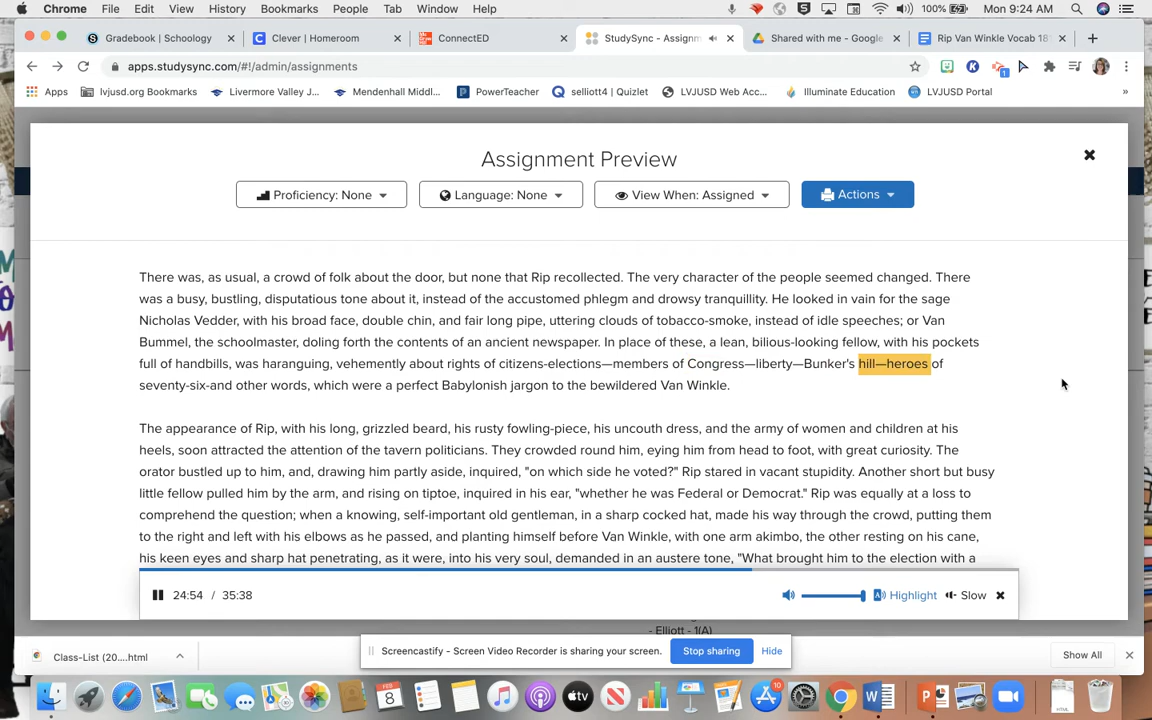 Chrome File Edit View History Bookmarks People Tab Window Help 100% Mon 9:24 AM
Gradebook | Schoology Clever | Homeroom ConnectED StudySync - Assignm Shared with me - Google Rip Van Winkle Vocab 18
apps.studysync.com/#!/admin/assignments
Apps lvjusd.org Bookmarks Livermore Valley J... Mendenhall Middl... PowerTeacher selliott4 | Quizlet LVJUSD Web Acc... Illuminate Education LVJUSD Portal »
Assignment Preview
Proficiency: None Language: None View When: Assigned Actions
There was, as usual, a crowd of folk about the door, but none that Rip recollected. The very character of the people seemed changed. There
was a busy, bustling, disputatious tone about it, instead of the accustomed phlegm and drowsy tranquillity. He looked in vain for the sage
Nicholas Vedder, with his broad face, double chin, and fair long pipe, uttering clouds of tobacco-smoke, instead of idle speeches; or Van
Bummel, the schoolmaster, doling forth the contents of an ancient newspaper. In place of these, a lean, bilious-looking fellow, with his pockets
full of handbills, was haranguing, vehemently about rights of citizens-elections—members of Congress—liberty—Bunker's hill—heroes of
seventy-six-and other words, which were a perfect Babylonish jargon to the bewildered Van Winkle.
The appearance of Rip, with his long, grizzled beard, his rusty fowling-piece, his uncouth dress, and the army of women and children at his
heels, soon attracted the attention of the tavern politicians. They crowded round him, eying him from head to foot, with great curiosity. The
orator bustled up to him, and, drawing him partly aside, inquired, "on which side he voted?" Rip stared in vacant stupidity. Another short but busy
little fellow pulled him by the arm, and rising on tiptoe, inquired in his ear, "whether he was Federal or Democrat." Rip was equally at a loss to
comprehend the question; when a knowing, self-important old gentleman, in a sharp cocked hat, made his way through the crowd, putting them
to the right and left with his elbows as he passed, and planting himself before Van Winkle, with one arm akimbo, the other resting on his cane,
his keen eyes and sharp hat penetrating, as it were, into his very soul, demanded in an austere tone, "What brought him to the election with a
24:54 / 35:38 Highlight Slow
- Elliott - 1(A)
Screencastify - Screen Video Recorder is sharing your screen. Stop sharing Hide
Class-List (20....html Show All
FEB
8
tv
10
W
P
HTML